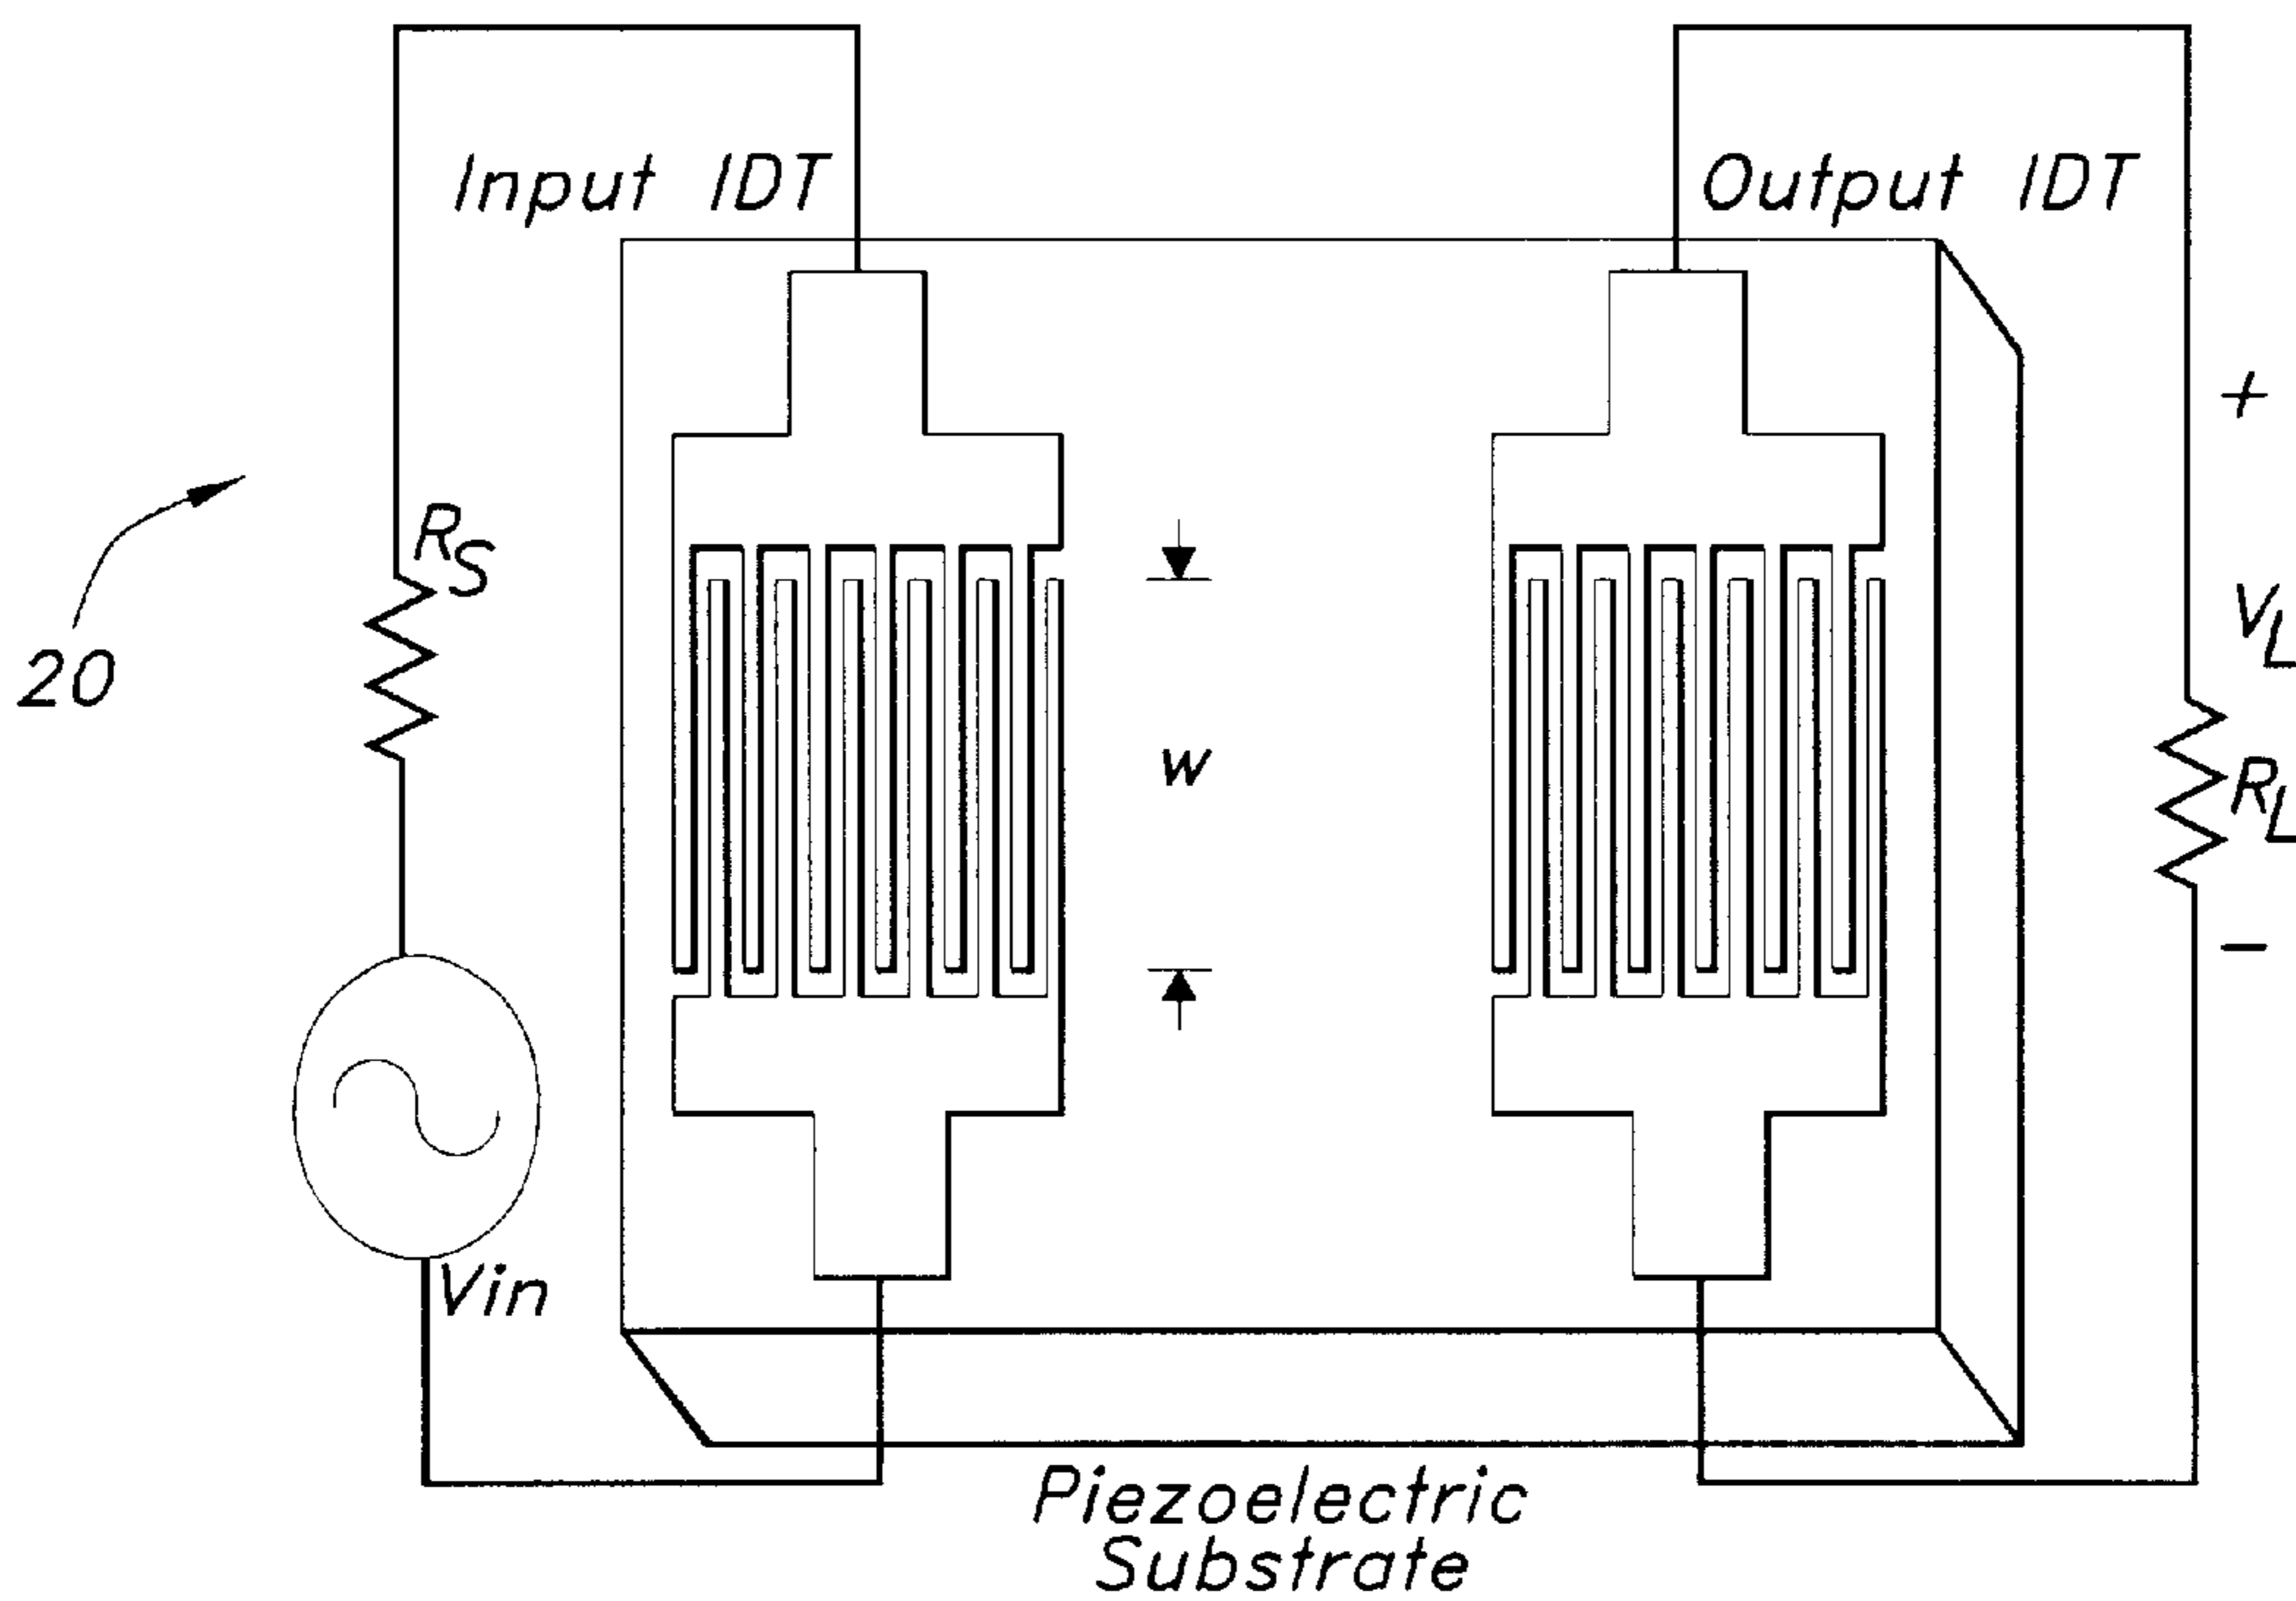 Input IDT
Output IDT
+
R_S
V_L
20
w
R_L
−
Vin
Piezoelectric
Substrate